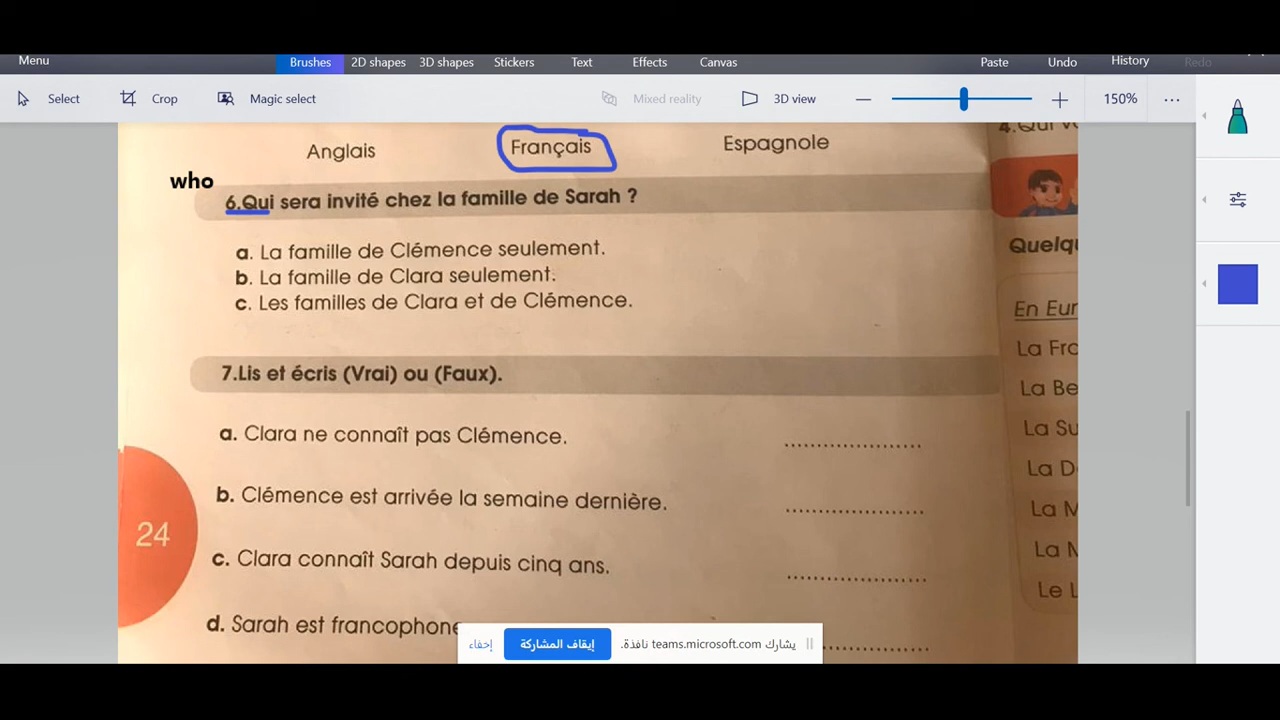 Menu
Brushes
2D shapes
3D shapes
Stickers
Text
Effects
Canvas
Paste
Undo
History
Redo
Select
Crop
Magic select
Mixed reality
3D view
150%
Anglais
Français
Espagnole
who
6.Qui sera invité chez la famille de Sarah ?
a. La famille de Clémence seulement.
b. La famille de Clara seulement.
c. Les familles de Clara et de Clémence.
7.Lis et écris (Vrai) ou (Faux).
a. Clara ne connaît pas Clémence. ....................
b. Clémence est arrivée la semaine dernière. ....................
c. Clara connaît Sarah depuis cinq ans. ....................
d. Sarah est francophone
24
4.Qui
Quelqu
En Eur
La Fra
La Be
La Su
La D
La M
La M
Le L
يشارك teams.microsoft.com نافذة.
إيقاف المشاركة
إخفاء